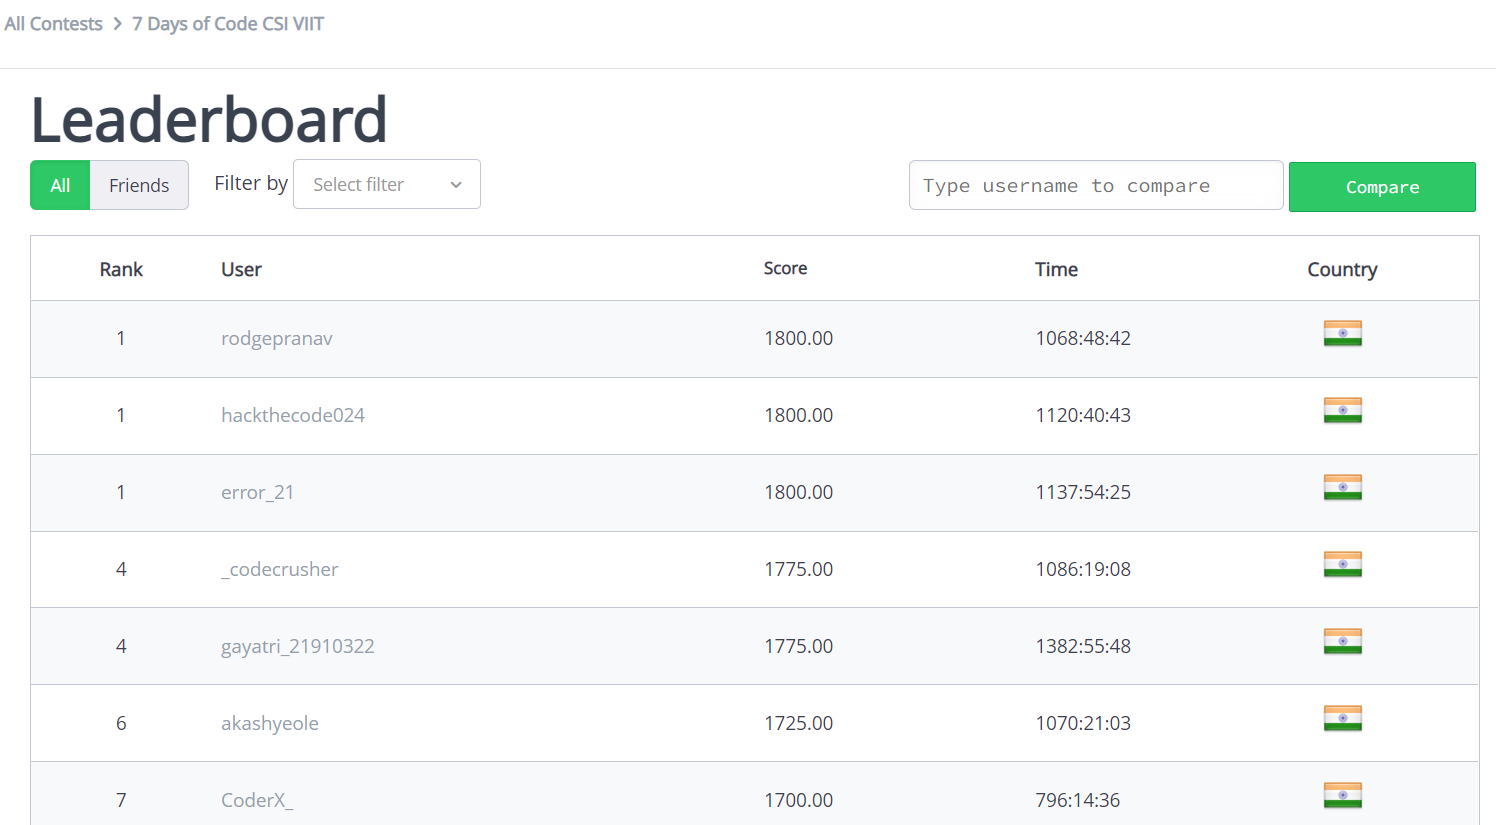 All Contests > 7 Days of Code CSI VIIT
Leaderboard
All Friends Filter by Select filter Type username to compare Compare
Rank User Score Time Country
1 rodgepranav 1800.00 1068:48:42
1 hackthecode024 1800.00 1120:40:43
1 error_21 1800.00 1137:54:25
4 _codecrusher 1775.00 1086:19:08
4 gayatri_21910322 1775.00 1382:55:48
6 akashyeole 1725.00 1070:21:03
7 CoderX_ 1700.00 796:14:36